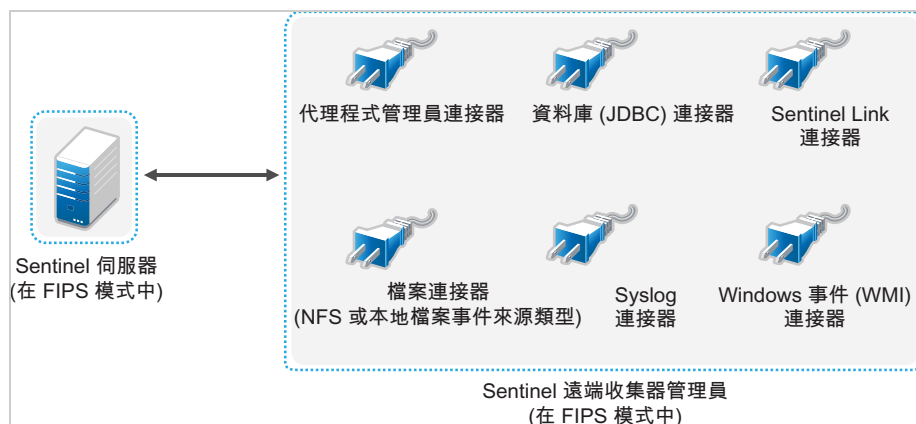 代理程式管理員連接器
資料庫 (JDBC) 連接器
Sentinel Link
連接器
Sentinel 伺服器
(在 FIPS 模式中)
檔案連接器
(NFS 或本地檔案事件來源類型)
Syslog
連接器
Windows 事件 (WMI)
連接器
Sentinel 遠端收集器管理員
(在 FIPS 模式中)